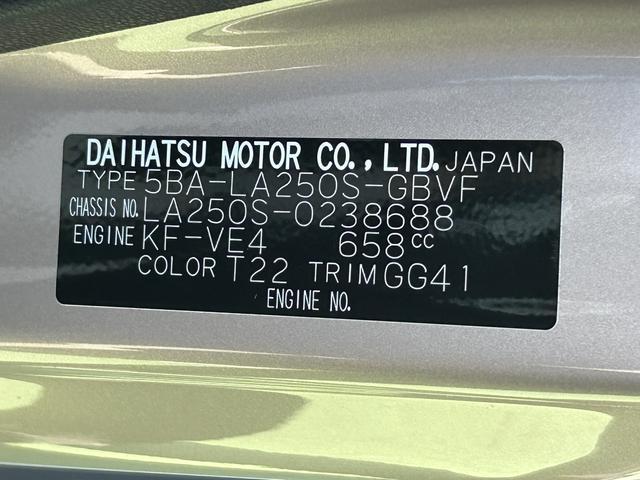 DAIHATSU MOTOR CO.,LTD. JAPAN
TYPE 5BA-LA250S-GBVF
CHASSIS NO. LA250S-0238688
ENGINE KF-VE4 658cc
COLOR T22 TRIM GG41
ENGINE NO.